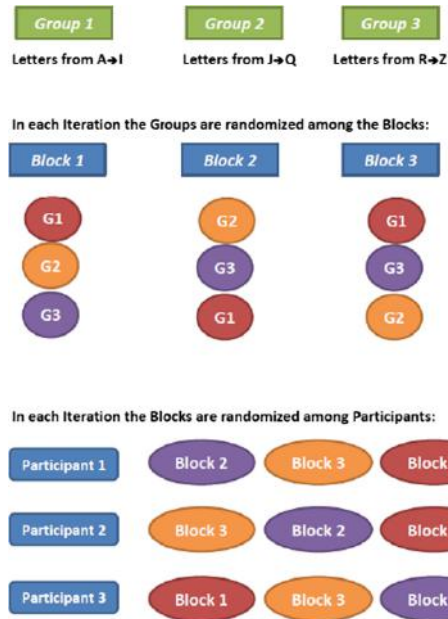 Group 1 Group 2 Group 3
Letters from A→I Letters from J→Q Letters from R→Z
In each Iteration the Groups are randomized among the Blocks:
Block 1 Block 2 Block 3
G1 G2 G1
G2 G3 G3
G3 G1 G2
In each Iteration the Blocks are randomized among Participants:
Participant 1 Block 2 Block 3 Block
Participant 2 Block 3 Block 2 Block
Participant 3 Block 1 Block 3 Block